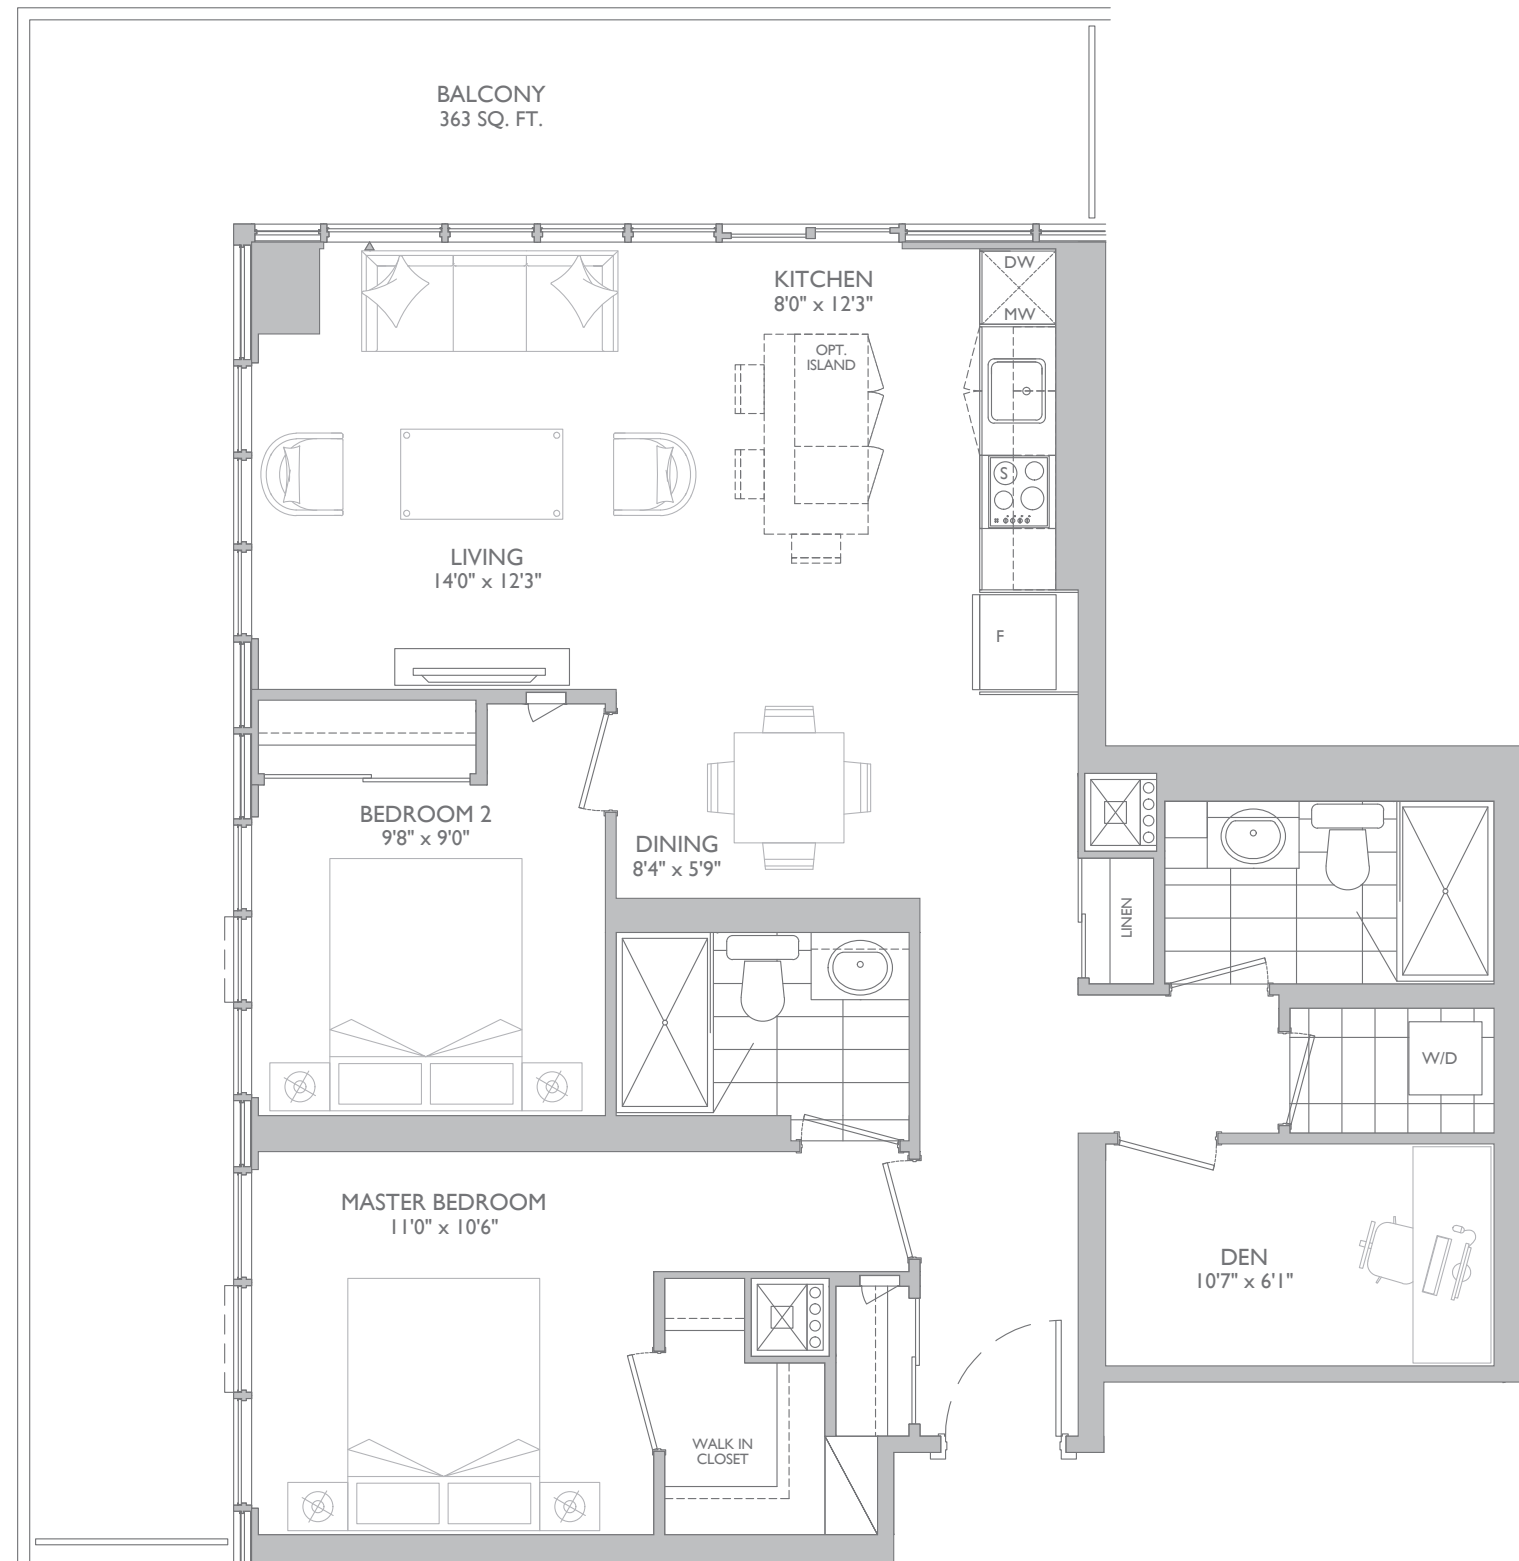 BALCONY
363 SQ. FT.
KITCHEN
8'0" x 12'3"
DW
MW
OPT.
ISLAND
S
LIVING
14'0" x 12'3"
F
BEDROOM 2
9'8" x 9'0"
DINING
8'4" x 5'9"
LINEN
W/D
MASTER BEDROOM
11'0" x 10'6"
DEN
10'7" x 6'1"
WALK IN
CLOSET